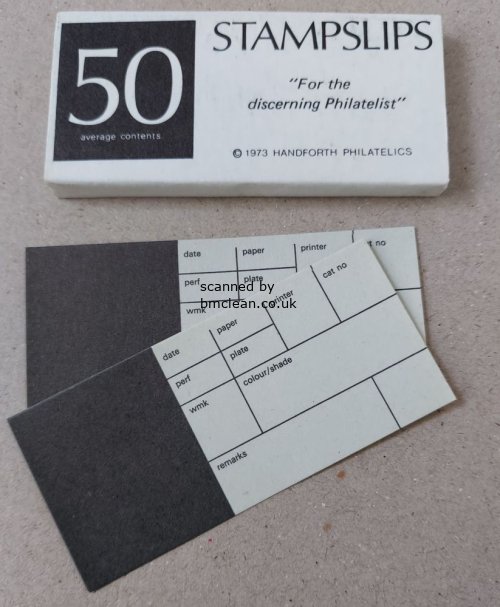 50
average contents
STAMPSLIPS
"For the
discerning Philatelist"
© 1973 HANDFORTH PHILATELICS
date paper printer
perf plate
wmk
scanned by
bmclean.co.uk
date paper printer cat no
perf plate
wmk colour/shade
remarks